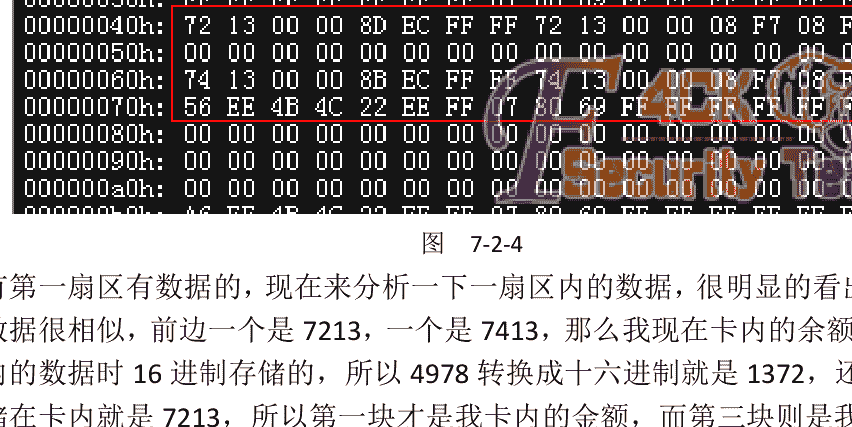 00000040h: 72 13 00 00 8D EC FF FF 72 13 00 00 08 F7 08
00000050h: 00 00 00 00 00 00 00 00 00 00 00 00 00 00 00
00000060h: 74 13 00 00 8B EC FF FF 74 13 00 00 08 F7 08
00000070h: 56 EE 4B 4C 22 EE FF 07 80 69 FF FF FF FF FF
00000080h: 00 00 00 00 00 00 00 00 00 00 00 00 00 00 00
00000090h: 00 00 00 00 00 00 00 00 00 00 00 00 00 00 00
000000a0h: 00 00 00 00 00 00 00 00 00 00 00 00 00 00 00
F4CK
Security
图 7-2-4
第一扇区有数据的，现在来分析一下一扇区内的数据，很明显的看出
数据很相似，前边一个是 7213，一个是 7413，那么我现在卡内的余额
的数据时 16 进制存储的，所以 4978 转换成十六进制就是 1372，还
在卡内就是 7213，所以第一块才是我卡内的金额，而第三块则是我